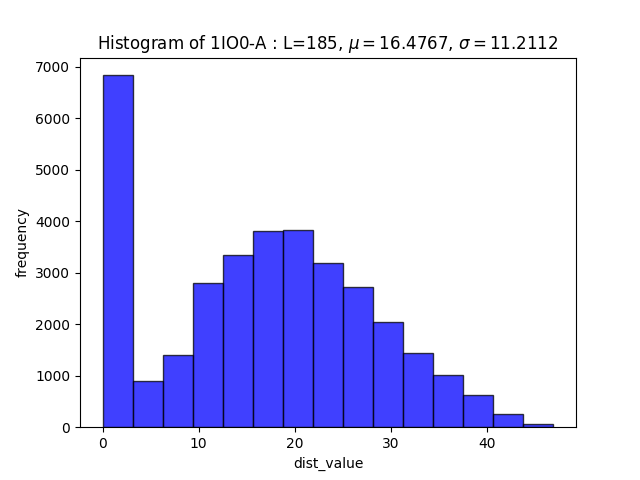 Histogram of 1IO0-A : L=185, μ = 16.4767, σ = 11.2112
7000
6000
5000
4000
3000
2000
1000
0
frequency
0 10 20 30 40
dist_value